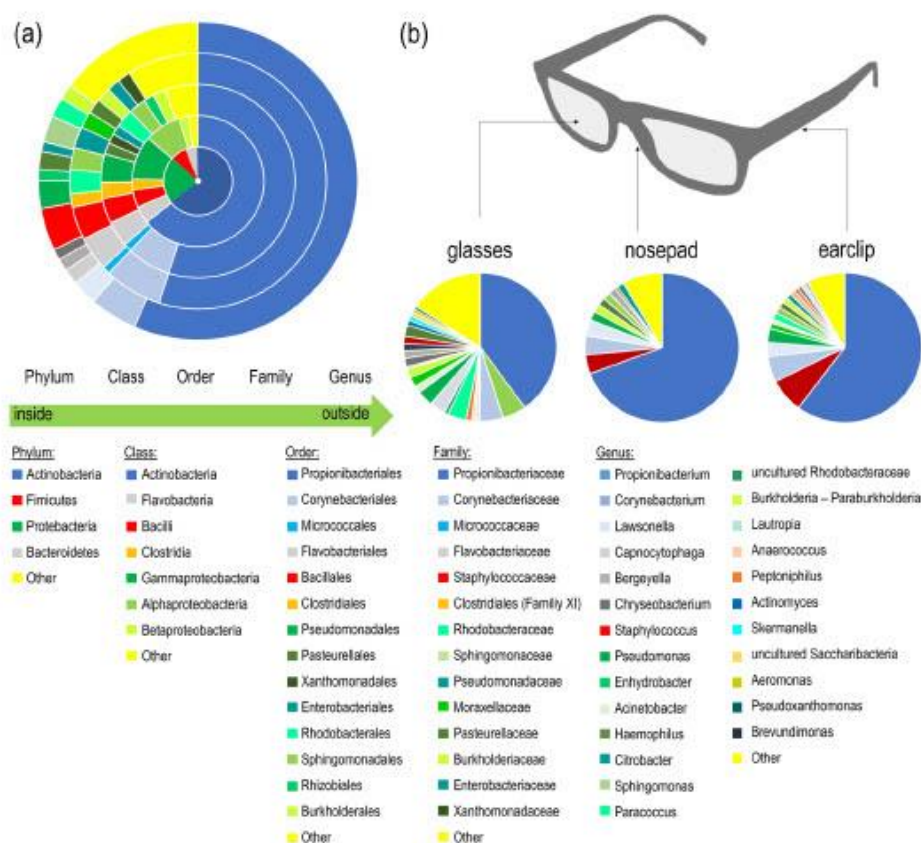 (a)
(b)
glasses
nosepad
earclip
Phylum Class Order Family Genus
inside outside
Phylum:
Actinobacteria
Firmicutes
Protebacteria
Bacteroidetes
Other
Class:
Actinobacteria
Flavobacteria
Bacilli
Clostridia
Gammaproteobacteria
Alphaproteobacteria
Betaproteobacteria
Other
Order:
Propionibacteriales
Corynebacteriales
Micrococcales
Flavobacteriales
Bacillales
Clostridiales
Pseudomonadales
Pasteurellales
Xanthomonadales
Enterobacteriales
Rhodobacterales
Sphingomonadales
Rhizobiales
Burkholderales
Other
Family:
Propionibacteriaceae
Corynebacteriaceae
Micrococcaceae
Flavobacteriaceae
Staphylococcaceae
Clostridiales (Familiy XI)
Rhodobacteraceae
Sphingomonaceae
Pseudomonadaceae
Moraxellaceae
Pasteurellaceae
Burkholderiaceae
Enterobacteriaceae
Xanthomonadaceae
Other
Genus:
Propionibacterium
Corynebacterium
Lawsonella
Capnocytophaga
Bergeyella
Chryseobacterium
Staphylococcus
Pseudomonas
Enhydrobacter
Acinetobacter
Haemophilus
Citrobacter
Sphingomonas
Paracoccus
uncultured Rhodobacteraceae
Burkholderia – Paraburkholderia
Lautropia
Anaerococcus
Peptoniphilus
Actinomyces
Skermanella
uncultured Saccharibacteria
Aeromonas
Pseudoxanthomonas
Brevundimonas
Other